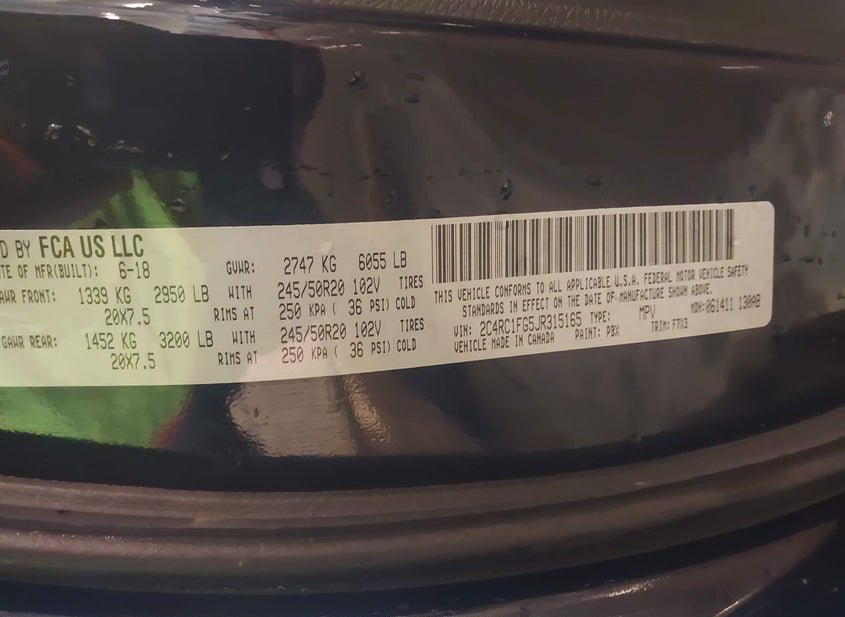 D BY FCA US LLC
TE OF MFR(BUILT): 6-18
GVWR: 2747 KG 6055 LB
AWR FRONT: 1339 KG 2950 LB WITH 245/50R20 102V TIRES
20X7.5 RIMS AT 250 KPA ( 36 PSI) COLD
GAWR REAR: 1452 KG 3200 LB WITH 245/50R20 102V TIRES
20X7.5 RIMS AT 250 KPA ( 36 PSI) COLD
THIS VEHICLE CONFORMS TO ALL APPLICABLE U.S.A. FEDERAL MOTOR VEHICLE SAFETY
STANDARDS IN EFFECT ON THE DATE OF MANUFACTURE SHOWN ABOVE.
VIN: 2C4RC1FG5JR315165 TYPE: MPV MDH: 061411 130AB
VEHICLE MADE IN CANADA PAINT: PBX TRIM: F7X3